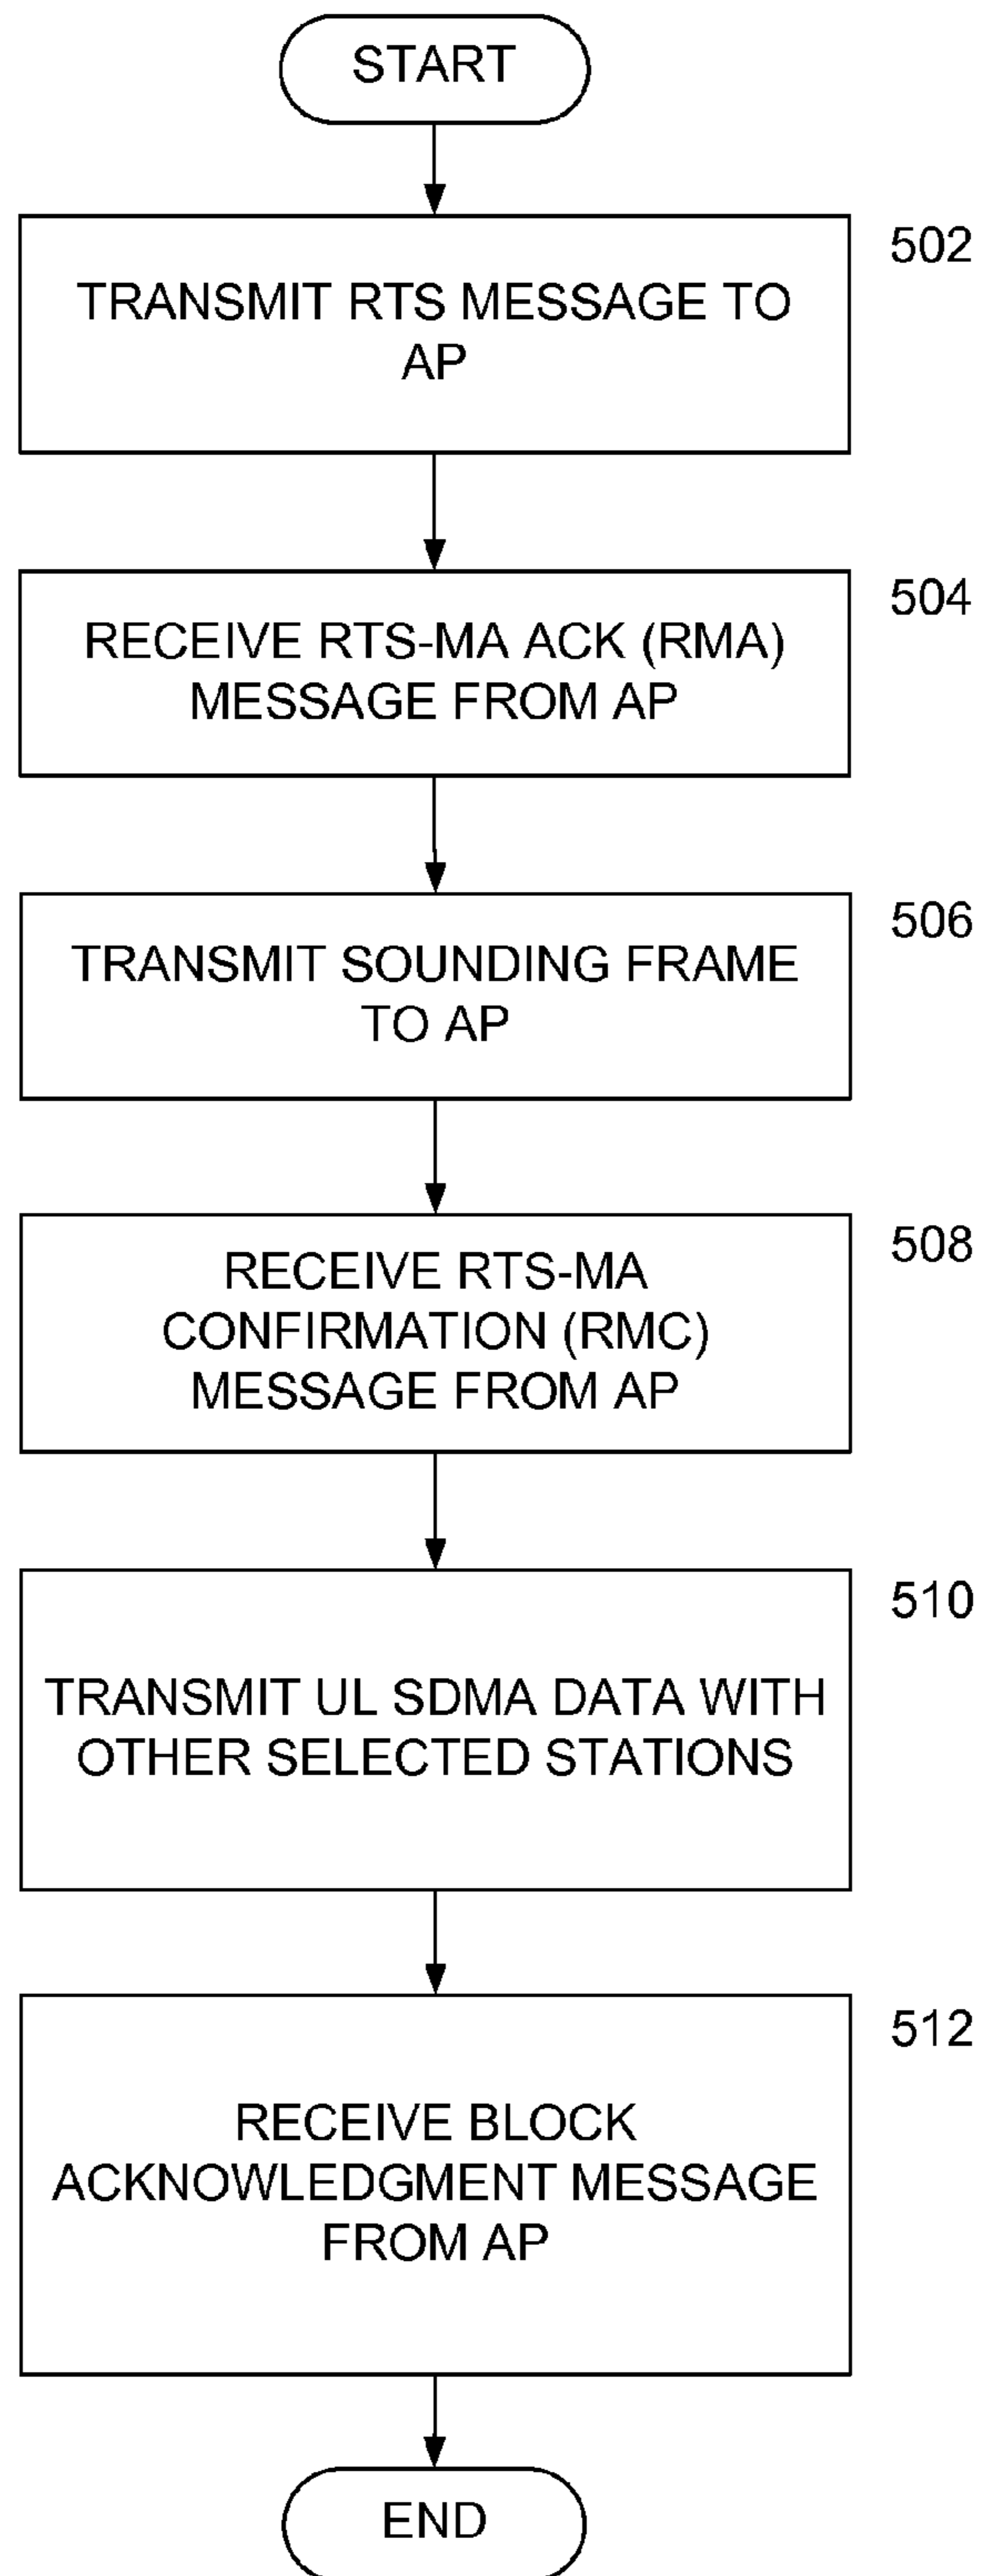 START
502
TRANSMIT RTS MESSAGE TO
AP
504
RECEIVE RTS-MA ACK (RMA)
MESSAGE FROM AP
506
TRANSMIT SOUNDING FRAME
TO AP
508
RECEIVE RTS-MA
CONFIRMATION (RMC)
MESSAGE FROM AP
510
TRANSMIT UL SDMA DATA WITH
OTHER SELECTED STATIONS
512
RECEIVE BLOCK
ACKNOWLEDGMENT MESSAGE
FROM AP
END